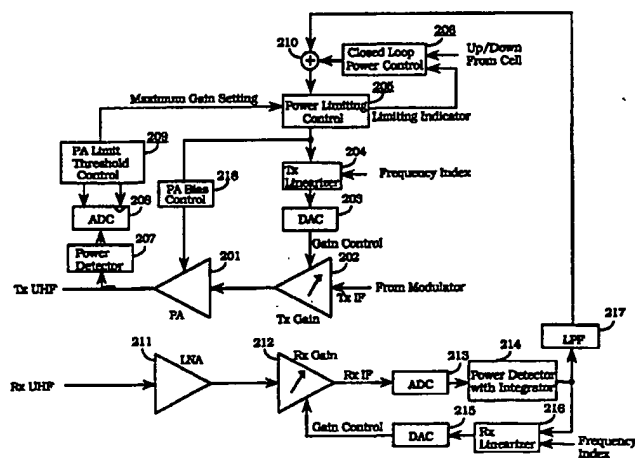 206
210
Closed Loop
Power Control
Up/Down
From Cell
205
Maximum Gain Setting
Power Limiting
Control
Limiting Indicator
209
PA Limit
Threshold
Control
218
PA Bias
Control
204
Tx
Linearizer
Frequency Index
ADC
208
DAC
203
207
Power
Detector
201
Gain Control
202
Tx UHF
PA
Tx Gain
Tx IF
From Modulator
217
LPF
211
LNA
212
Rx Gain
213
214
Rx UHF
Rx IF
ADC
Power Detector
with Integrator
215
216
Gain Control
DAC
Rx
Linearizer
Frequency
Index